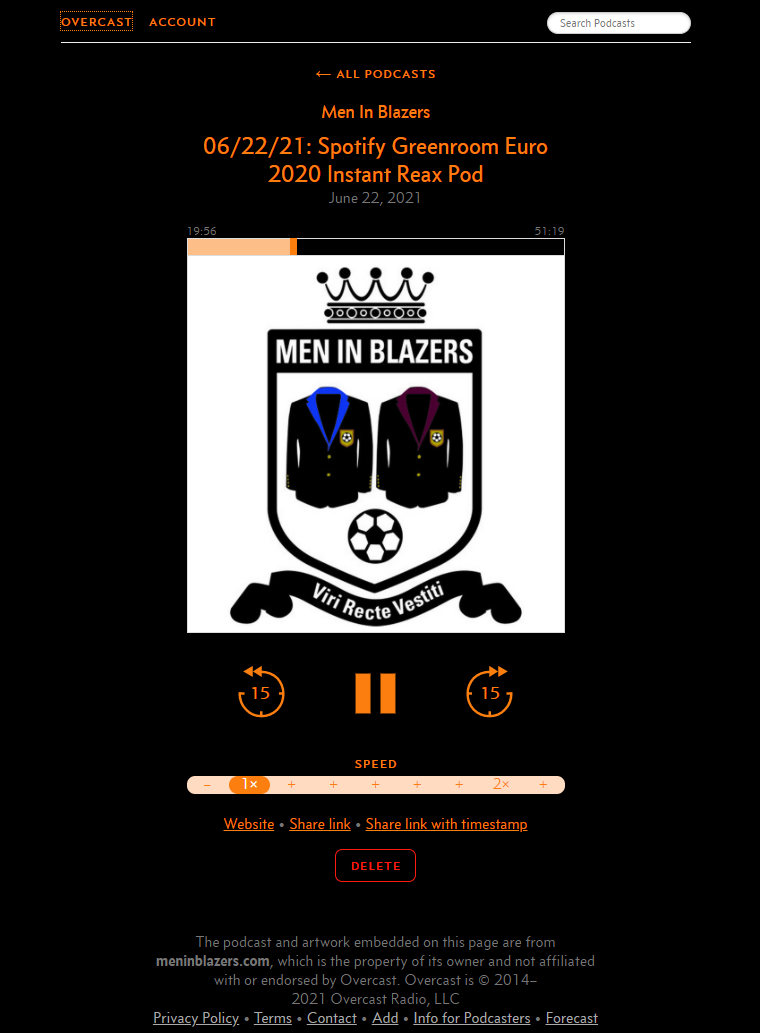 OVERCAST ACCOUNT Search Podcasts
← ALL PODCASTS
Men In Blazers
06/22/21: Spotify Greenroom Euro
2020 Instant Reax Pod
June 22, 2021
19:56 51:19
MEN IN BLAZERS
Viri Recte Vestiti
15 15
SPEED
– 1× + + + + + 2× +
Website • Share link • Share link with timestamp
DELETE
The podcast and artwork embedded on this page are from
meninblazers.com, which is the property of its owner and not affiliated
with or endorsed by Overcast. Overcast is © 2014–
2021 Overcast Radio, LLC
Privacy Policy • Terms • Contact • Add • Info for Podcasters • Forecast